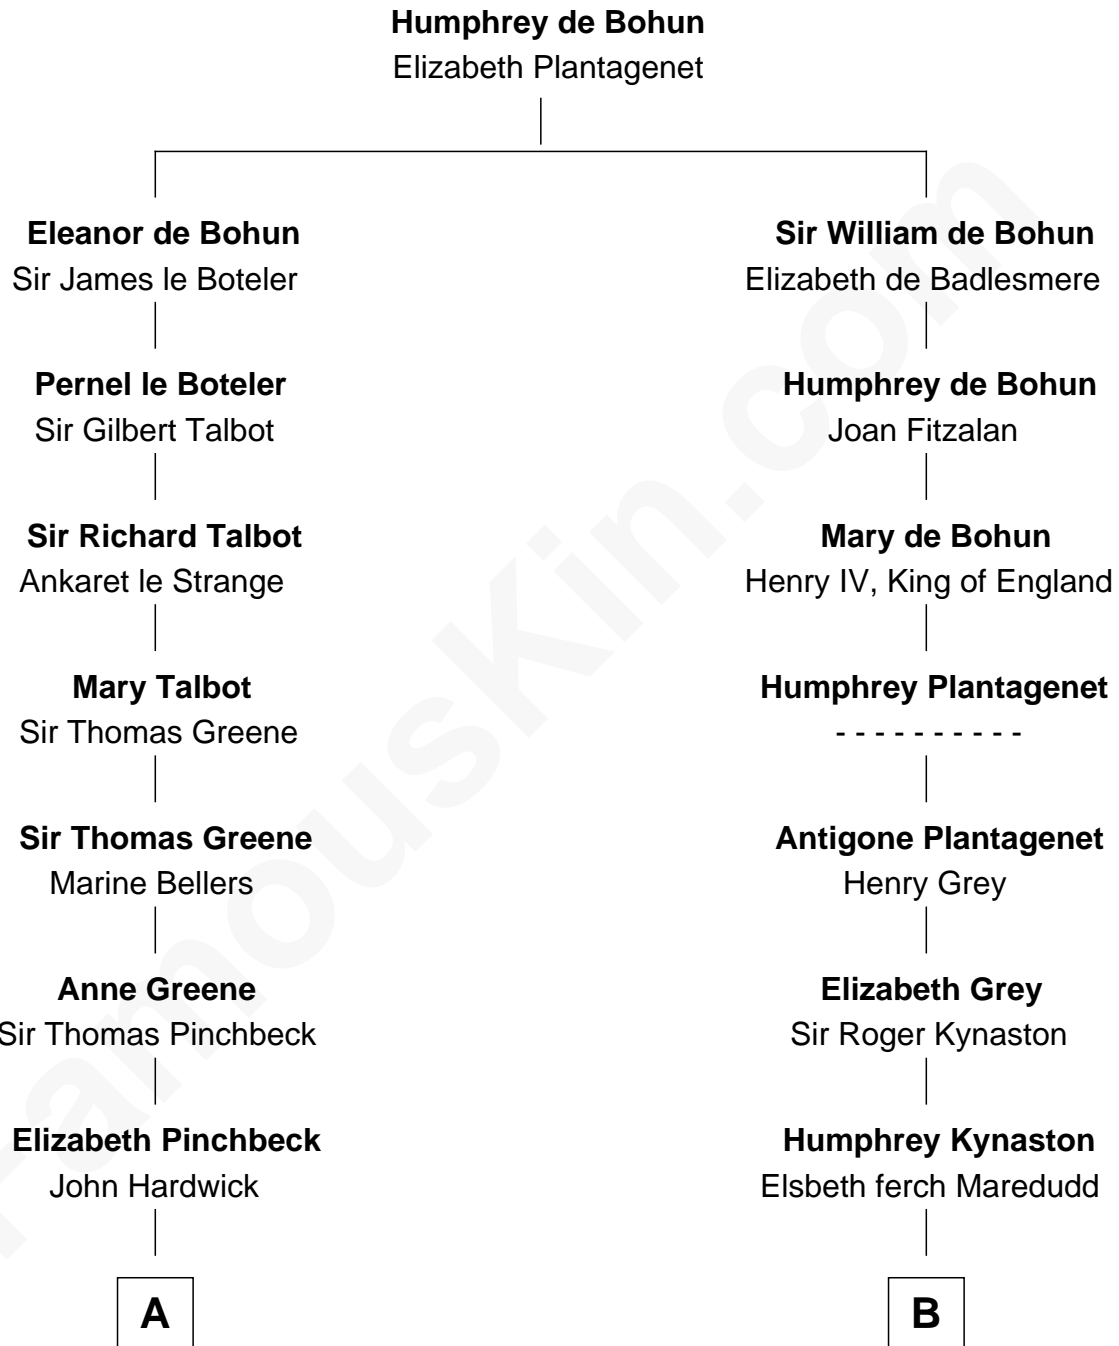 Humphrey de Bohun
Elizabeth Plantagenet
Eleanor de Bohun
Sir James le Boteler
Sir William de Bohun
Elizabeth de Badlesmere
Pernel le Boteler
Sir Gilbert Talbot
Humphrey de Bohun
Joan Fitzalan
Sir Richard Talbot
Ankaret le Strange
Mary de Bohun
Henry IV, King of England
Mary Talbot
Sir Thomas Greene
Humphrey Plantagenet
- - - - - - - - - -
Sir Thomas Greene
Marine Bellers
Antigone Plantagenet
Henry Grey
Anne Greene
Sir Thomas Pinchbeck
Elizabeth Grey
Sir Roger Kynaston
Elizabeth Pinchbeck
John Hardwick
Humphrey Kynaston
Elsbeth ferch Maredudd
A
B
FamousKin.com